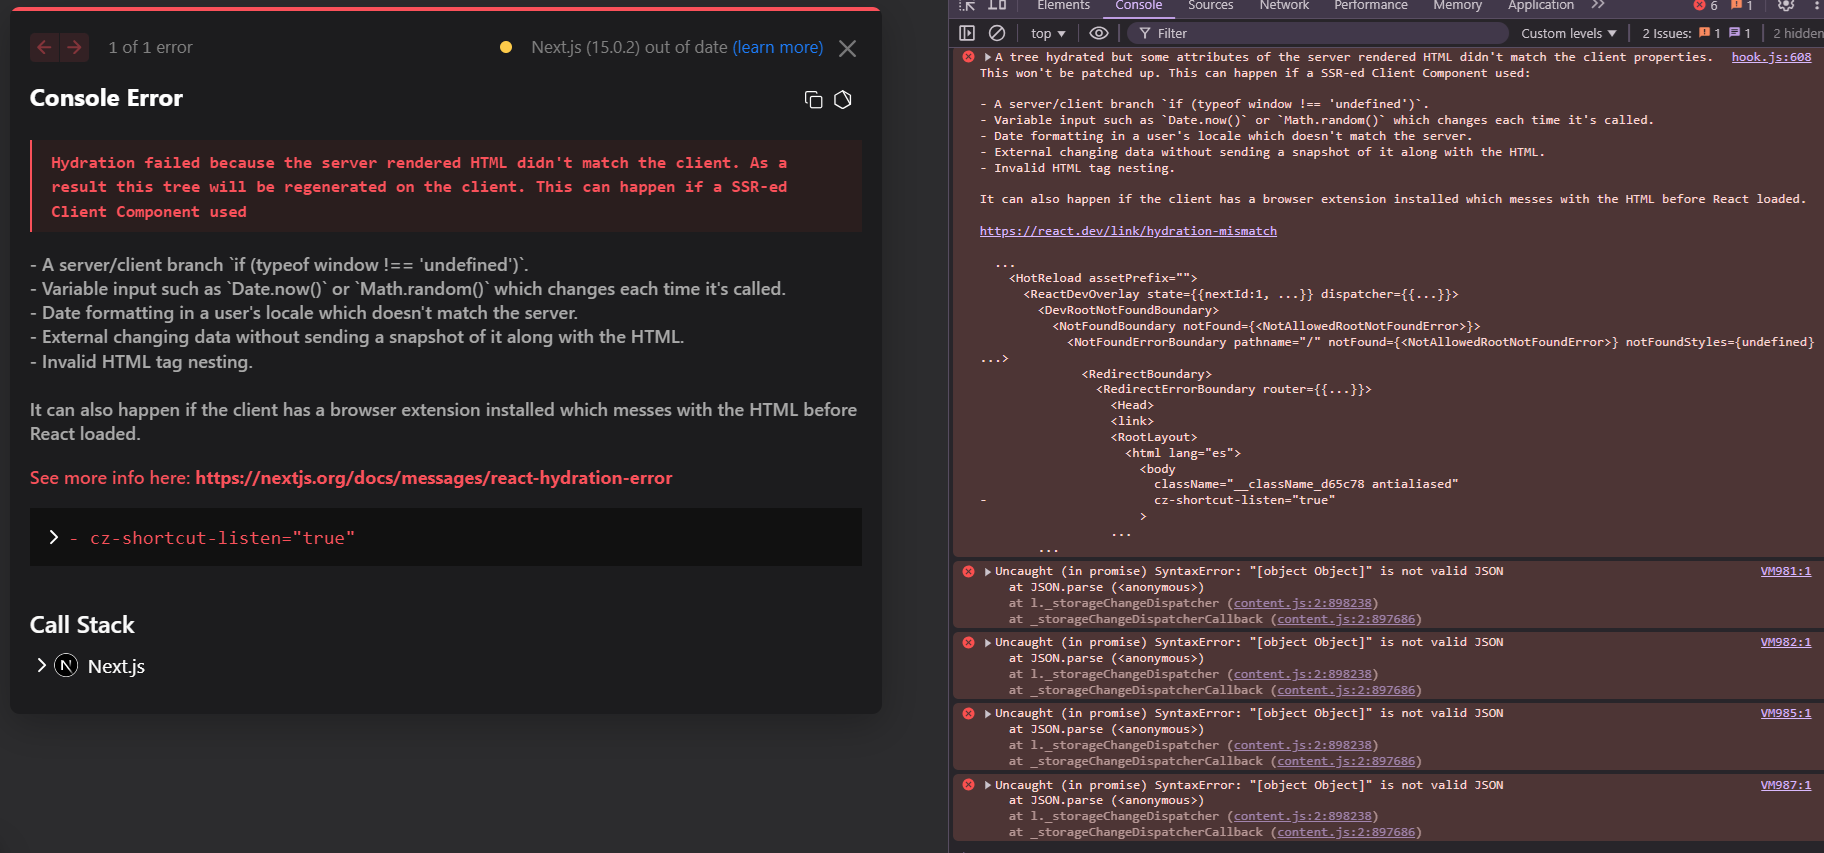 1 of 1 error
Next.js (15.0.2) out of date (learn more)
Console Error
Hydration failed because the server rendered HTML didn't match the client. As a
result this tree will be regenerated on the client. This can happen if a SSR-ed
Client Component used
- A server/client branch `if (typeof window !== 'undefined')`.
- Variable input such as `Date.now()` or `Math.random()` which changes each time it's called.
- Date formatting in a user's locale which doesn't match the server.
- External changing data without sending a snapshot of it along with the HTML.
- Invalid HTML tag nesting.
It can also happen if the client has a browser extension installed which messes with the HTML before
React loaded.
See more info here: https://nextjs.org/docs/messages/react-hydration-error
- cz-shortcut-listen="true"
Call Stack
N Next.js
Elements Console Sources Network Performance Memory Application 6 1
top Filter Custom levels 2 Issues: 1 1 2 hidden
A tree hydrated but some attributes of the server rendered HTML didn't match the client properties. hook.js:608
This won't be patched up. This can happen if a SSR-ed Client Component used:
- A server/client branch `if (typeof window !== 'undefined')`.
- Variable input such as `Date.now()` or `Math.random()` which changes each time it's called.
- Date formatting in a user's locale which doesn't match the server.
- External changing data without sending a snapshot of it along with the HTML.
- Invalid HTML tag nesting.
It can also happen if the client has a browser extension installed which messes with the HTML before React loaded.
https://react.dev/link/hydration-mismatch
...
<HotReload assetPrefix="">
<ReactDevOverlay state={{nextId:1, ...}} dispatcher={{...}}>
<DevRootNotFoundBoundary>
<NotFoundBoundary notFound={<NotAllowedRootNotFoundError>}>
<NotFoundErrorBoundary pathname="/" notFound={<NotAllowedRootNotFoundError>} notFoundStyles={undefined}
...>
<RedirectBoundary>
<RedirectErrorBoundary router={{...}}>
<Head>
<link>
<RootLayout>
<html lang="es">
<body
className="__className_d65c78 antialiased"
- cz-shortcut-listen="true"
>
...
...
Uncaught (in promise) SyntaxError: "[object Object]" is not valid JSON VM981:1
at JSON.parse (<anonymous>)
at l._storageChangeDispatcher (content.js:2:898238)
at _storageChangeDispatcherCallback (content.js:2:897686)
Uncaught (in promise) SyntaxError: "[object Object]" is not valid JSON VM982:1
at JSON.parse (<anonymous>)
at l._storageChangeDispatcher (content.js:2:898238)
at _storageChangeDispatcherCallback (content.js:2:897686)
Uncaught (in promise) SyntaxError: "[object Object]" is not valid JSON VM985:1
at JSON.parse (<anonymous>)
at l._storageChangeDispatcher (content.js:2:898238)
at _storageChangeDispatcherCallback (content.js:2:897686)
Uncaught (in promise) SyntaxError: "[object Object]" is not valid JSON VM987:1
at JSON.parse (<anonymous>)
at l._storageChangeDispatcher (content.js:2:898238)
at _storageChangeDispatcherCallback (content.js:2:897686)